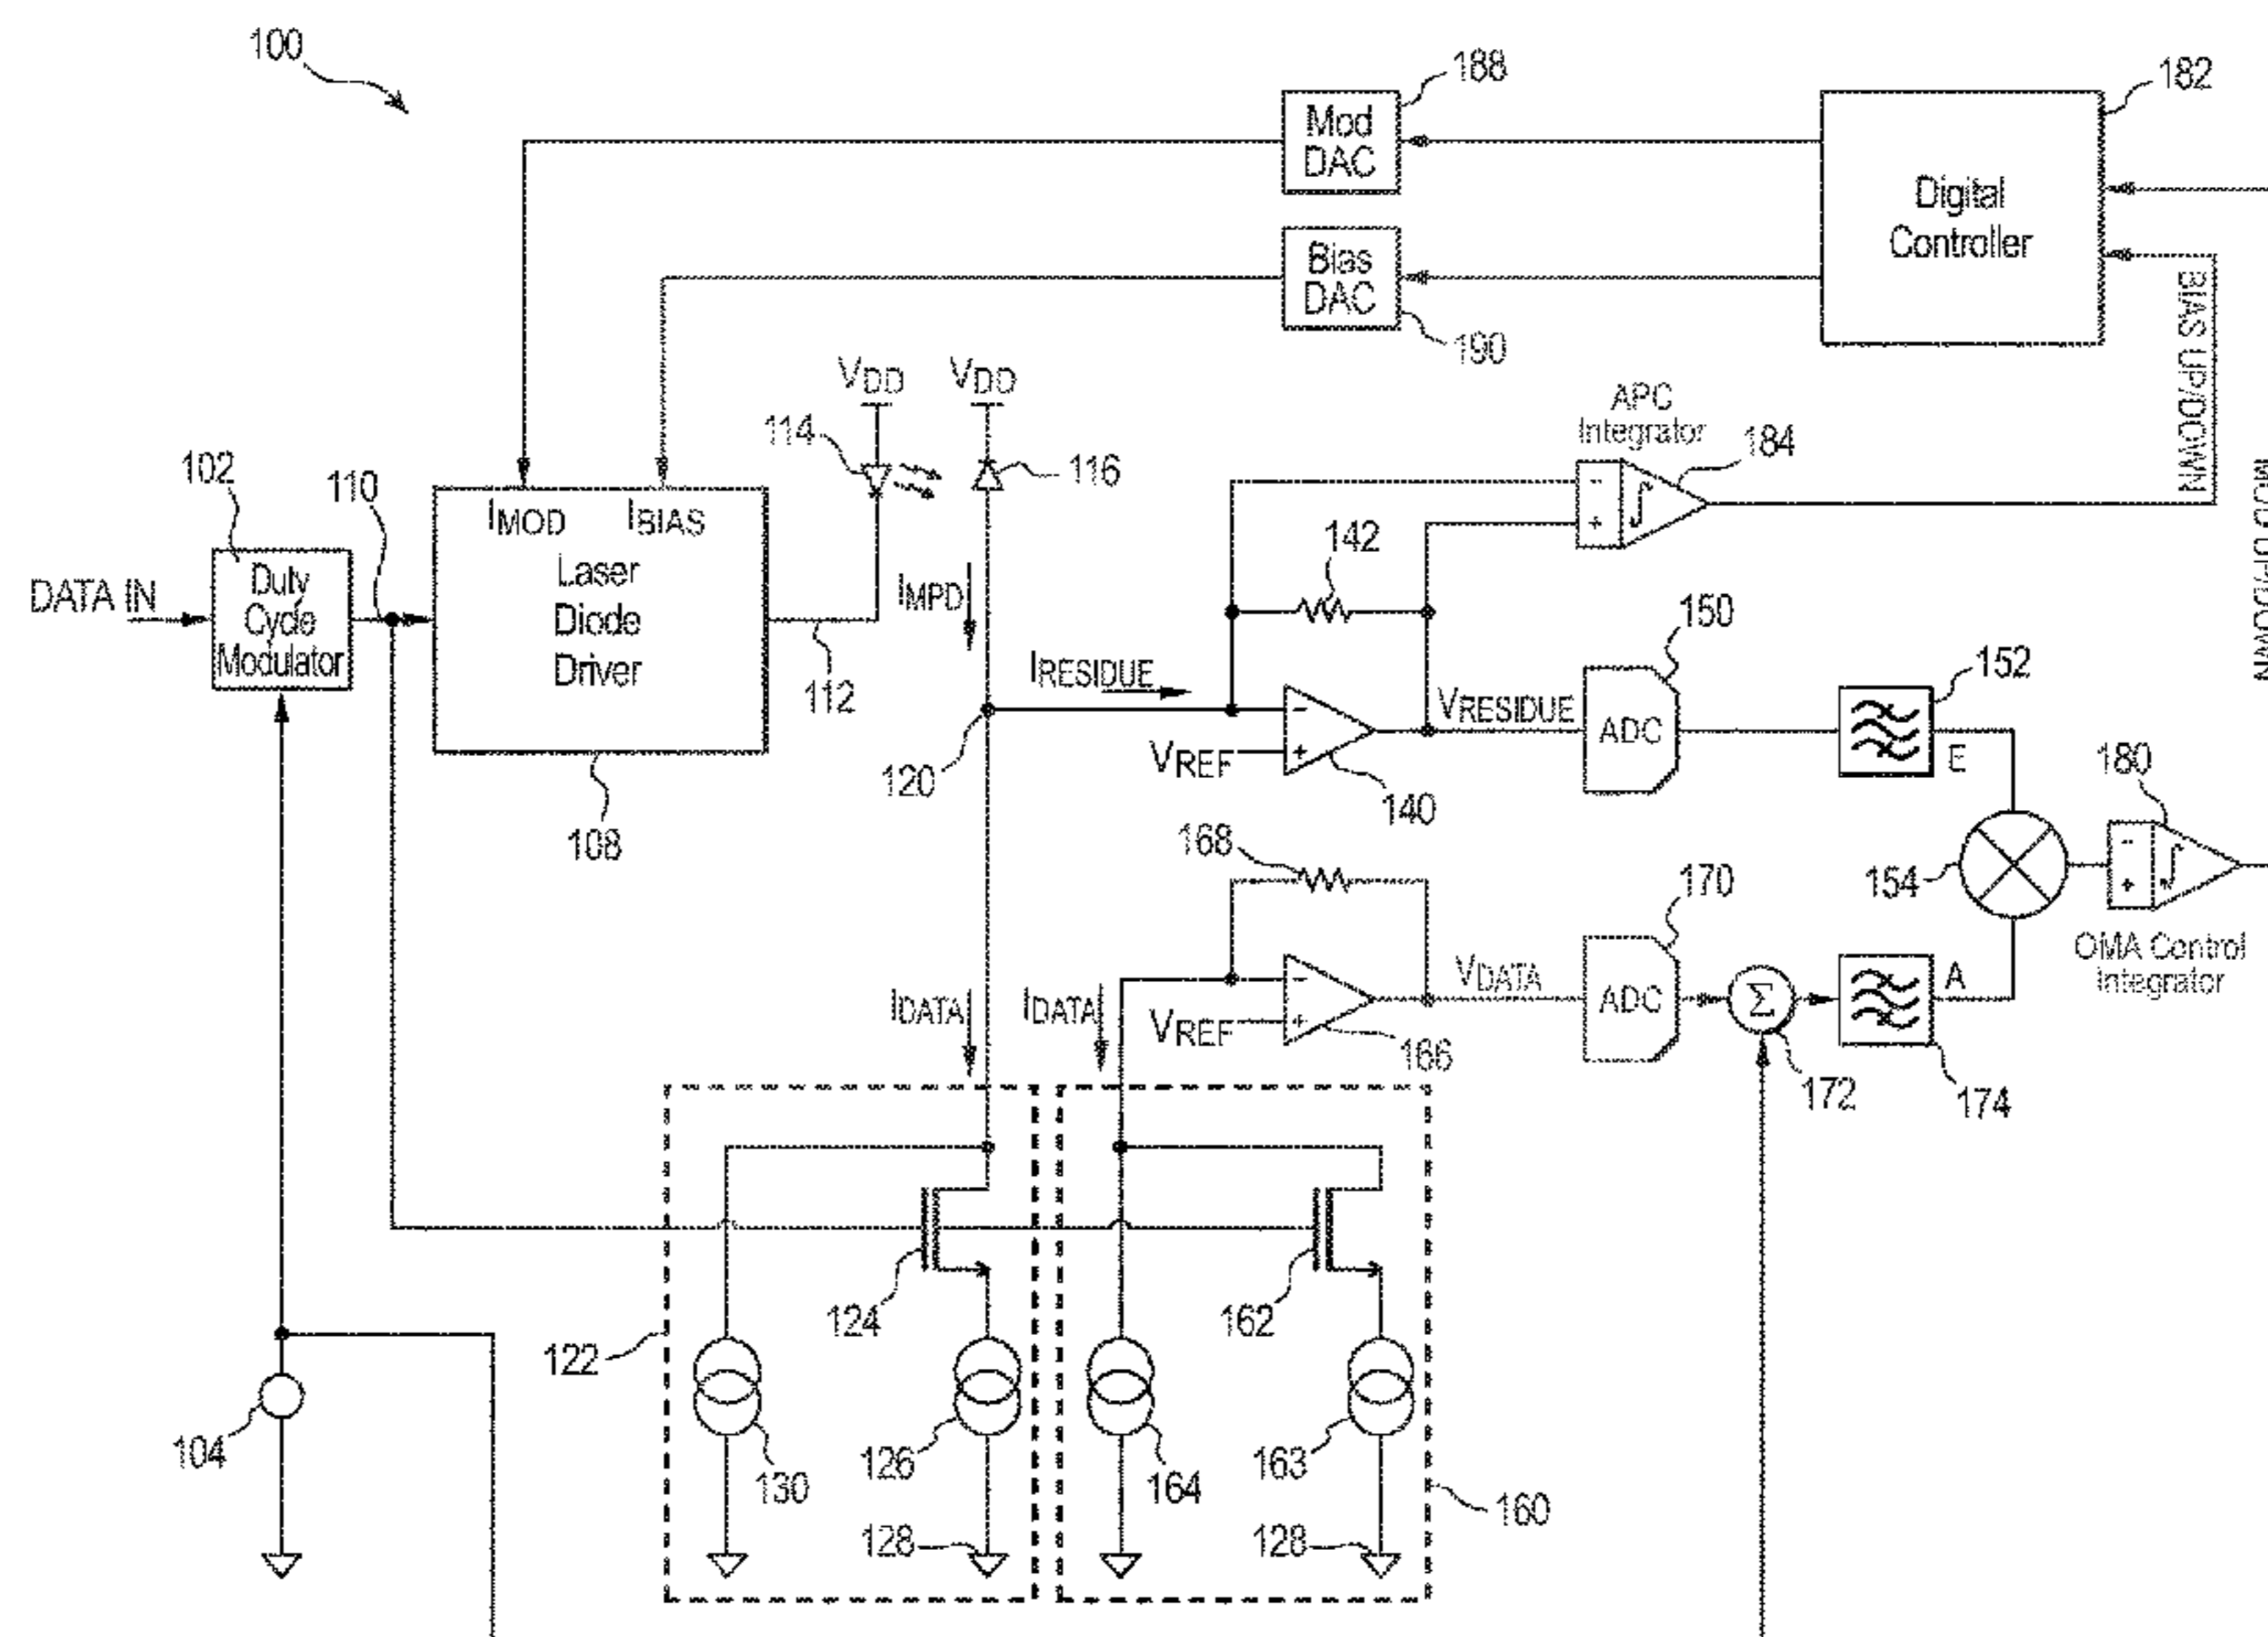 100
188
182
Mod
DAC
Digital
Controller
Bias
DAC
190
BIAS UP/DOWN
MOD UP/DOWN
VDD
VDD
114
116
APC
Integrator
184
102
110
IMOD
IBIAS
DATA IN
Duty
Cycle
Modulator
Laser
Diode
Driver
112
108
IMPD
142
150
152
IRESIDUE
VRESIDUE
ADC
E
120
VREF
140
180
168
154
170
OMA Control
Integrator
IDATA
IDATA
VDATA
ADC
Σ
A
VREF
166
172
174
124
162
122
104
130
126
164
163
160
128
128